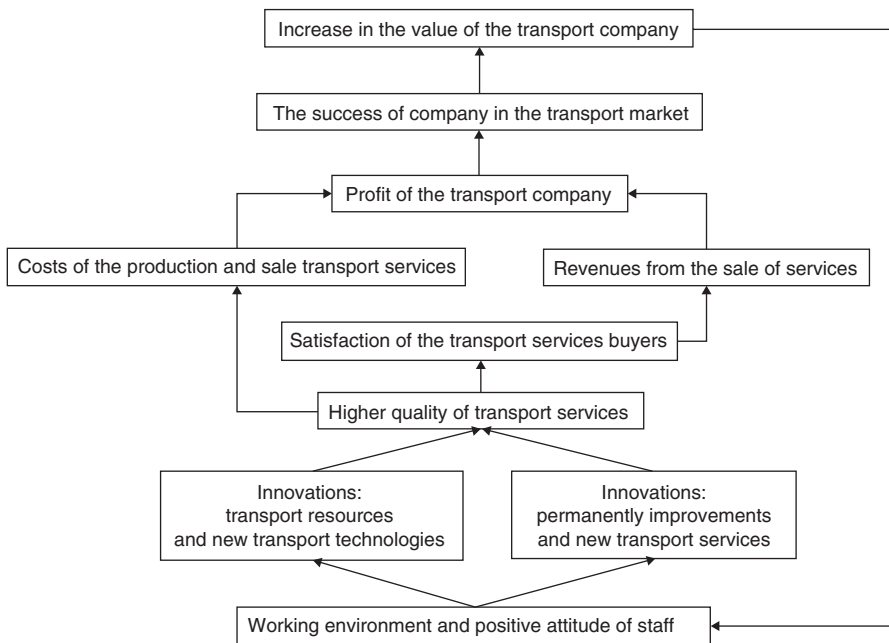 Increase in the value of the transport company
The success of company in the transport market
Profit of the transport company
Costs of the production and sale transport services
Revenues from the sale of services
Satisfaction of the transport services buyers
Higher quality of transport services
Innovations:
transport resources
and new transport technologies
Innovations:
permanently improvements
and new transport services
Working environment and positive attitude of staff